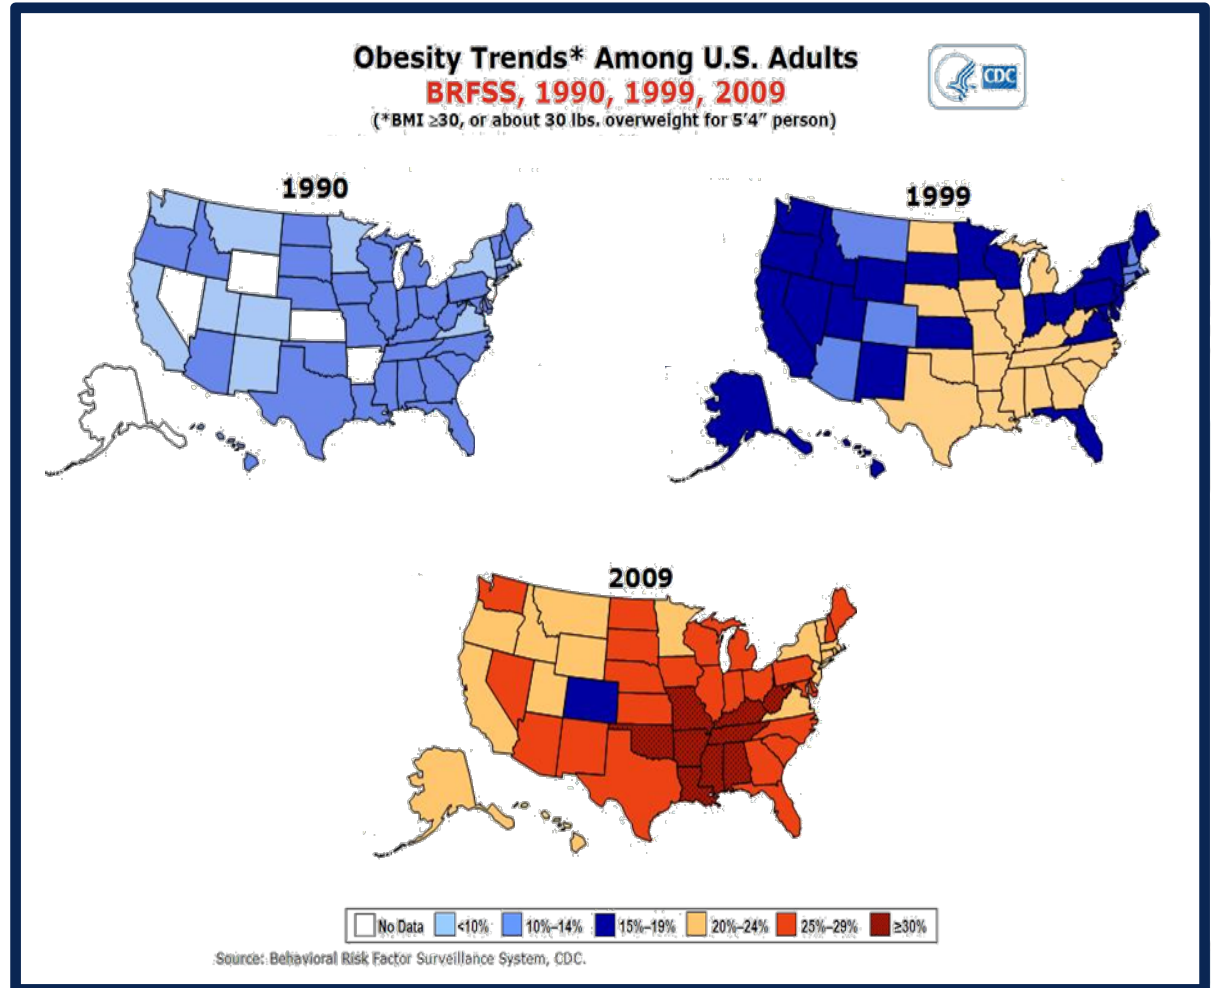 Obesity Trends* Among U.S. Adults
BRFSS, 1990, 1999, 2009
(*BMI ≥30, or about 30 lbs. overweight for 5’4” person)
CDC
1990
1999
2009
No Data <10% 10%–14% 15%–19% 20%–24% 25%–29% ≥30%
Source: Behavioral Risk Factor Surveillance System, CDC.